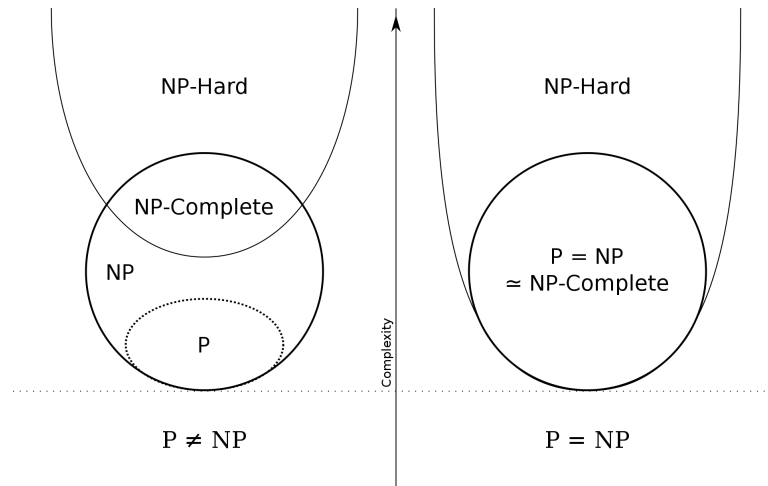 NP-Hard
NP-Complete
NP
P
P ≠ NP
Complexity
NP-Hard
P = NP
≃ NP-Complete
P = NP